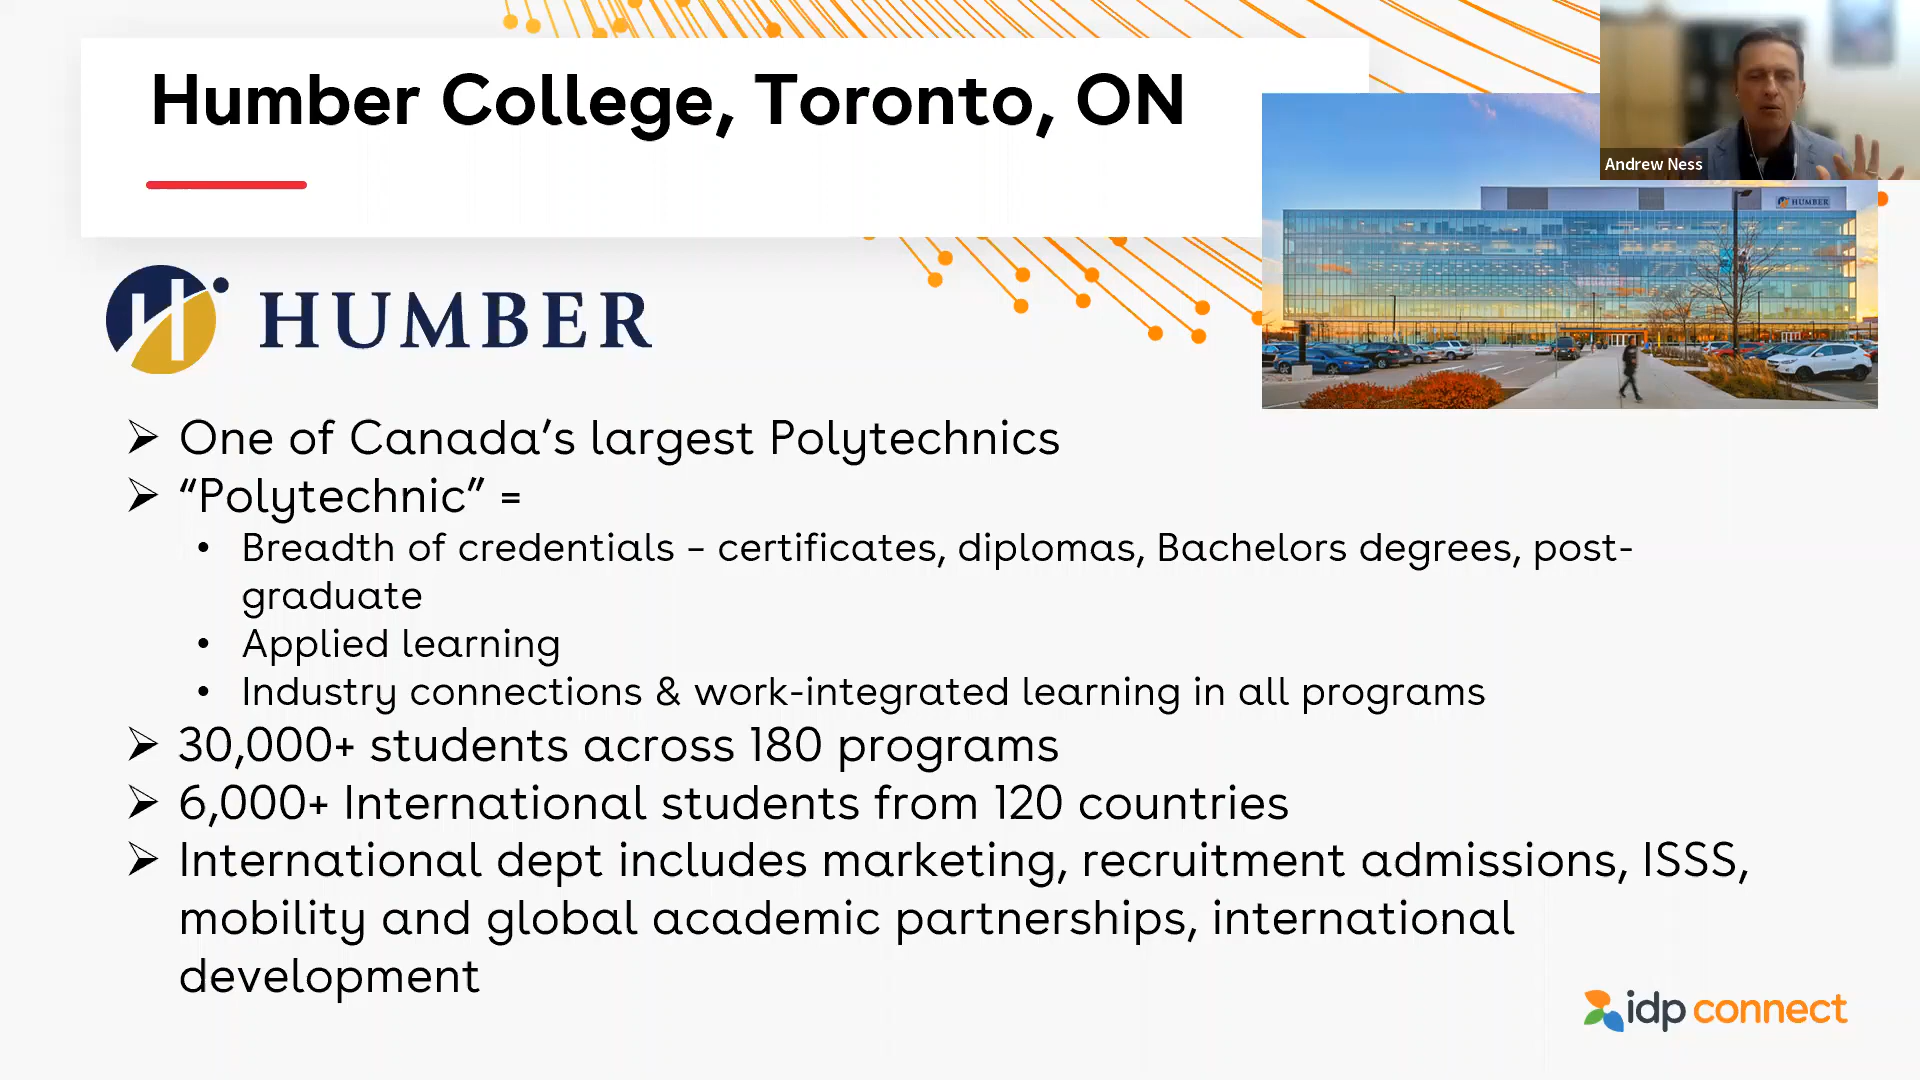 Humber College, Toronto, ON
Andrew Ness
HUMBER
HUMBER
➢ One of Canada’s largest Polytechnics
➢ “Polytechnic” =
• Breadth of credentials – certificates, diplomas, Bachelors degrees, post-
graduate
• Applied learning
• Industry connections & work-integrated learning in all programs
➢ 30,000+ students across 180 programs
➢ 6,000+ International students from 120 countries
➢ International dept includes marketing, recruitment admissions, ISSS,
mobility and global academic partnerships, international
development
idp connect